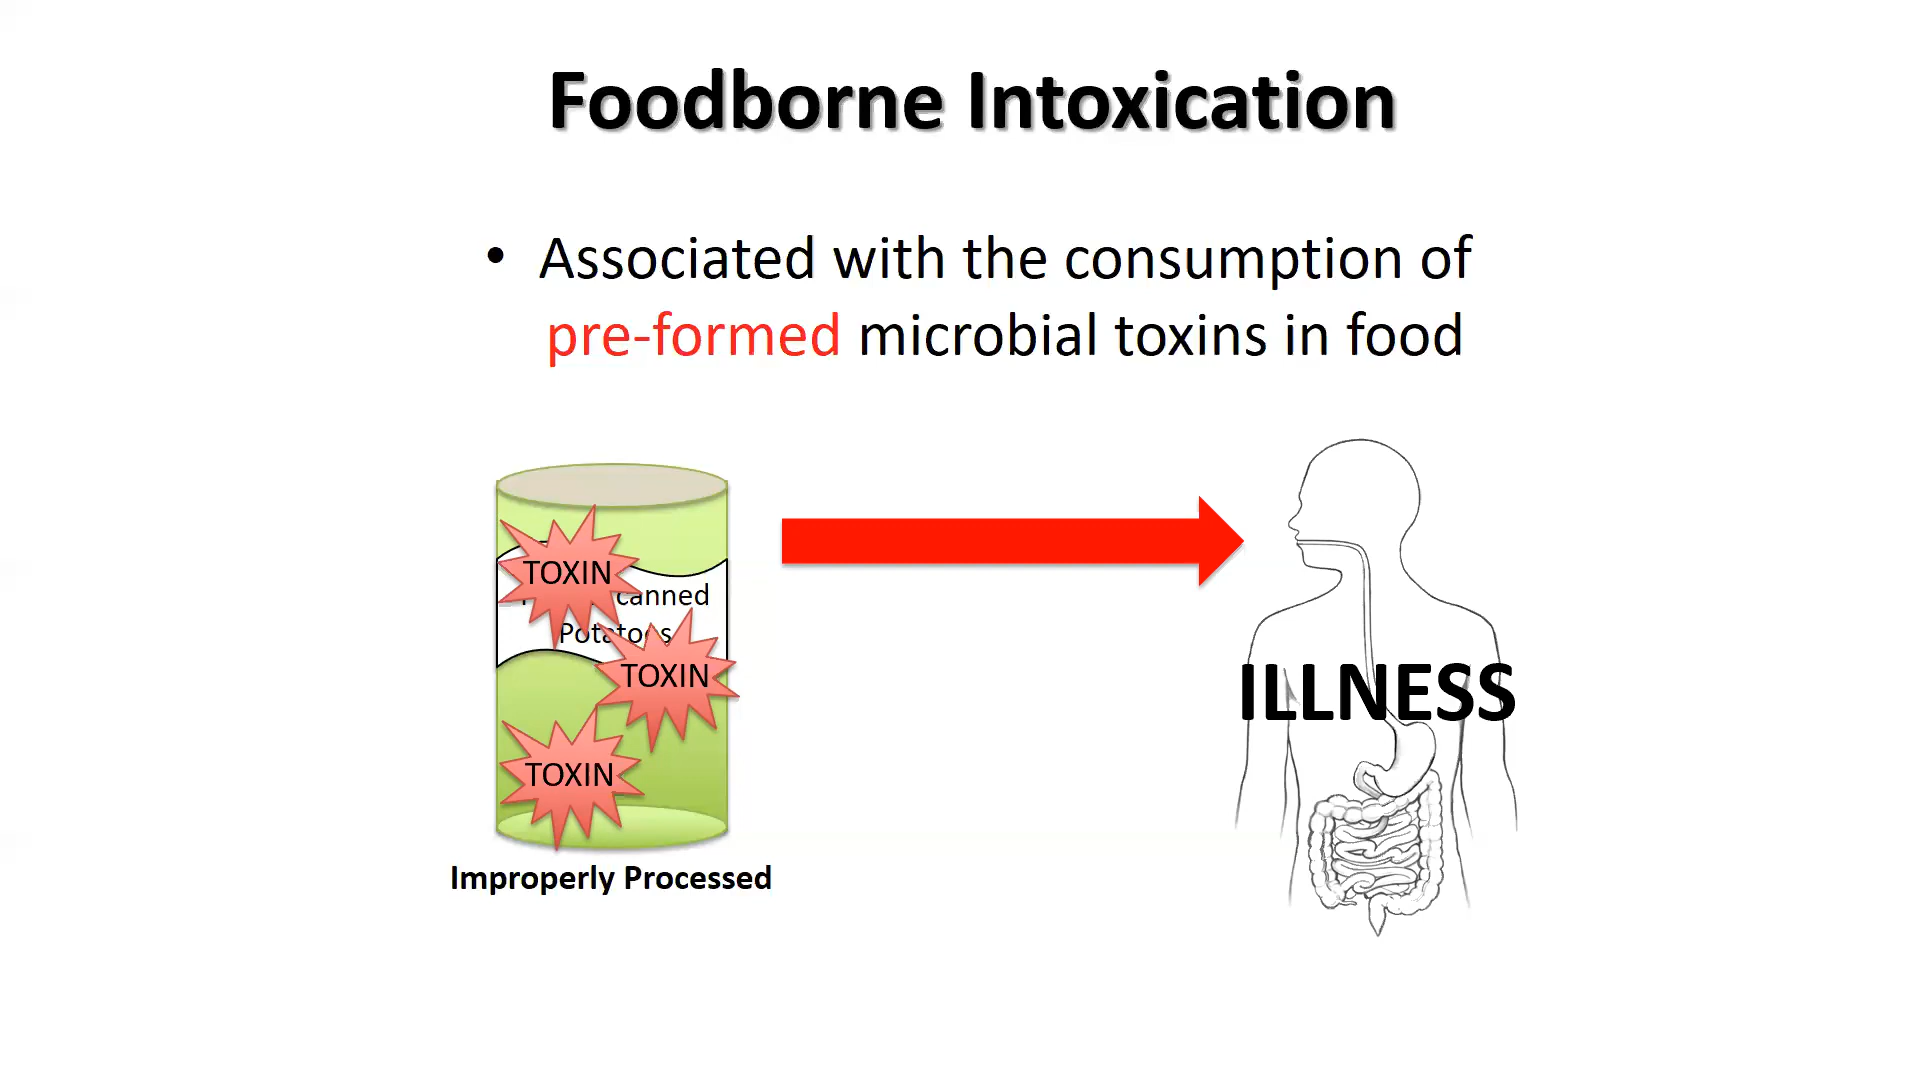 Foodborne Intoxication
• Associated with the consumption of
pre-formed microbial toxins in food
TOXIN
canned
Potatoes
TOXIN
TOXIN
Improperly Processed
ILLNESS